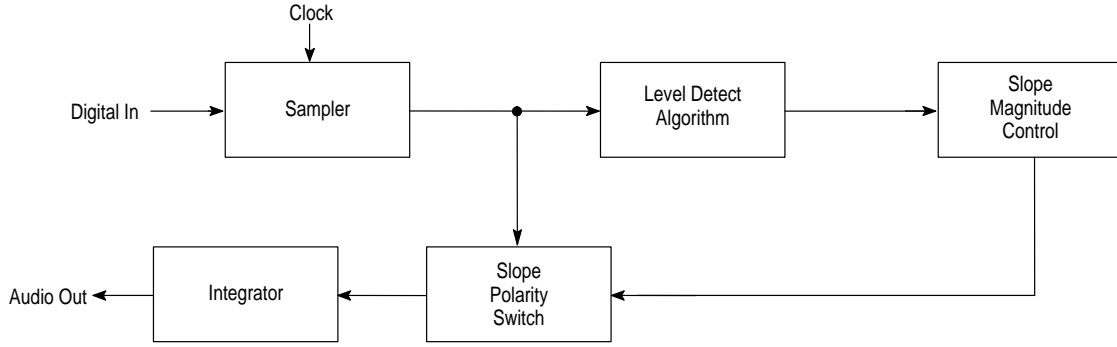 Clock
Digital In
Sampler
Level Detect
Algorithm
Slope
Magnitude
Control
Audio Out
Integrator
Slope
Polarity
Switch